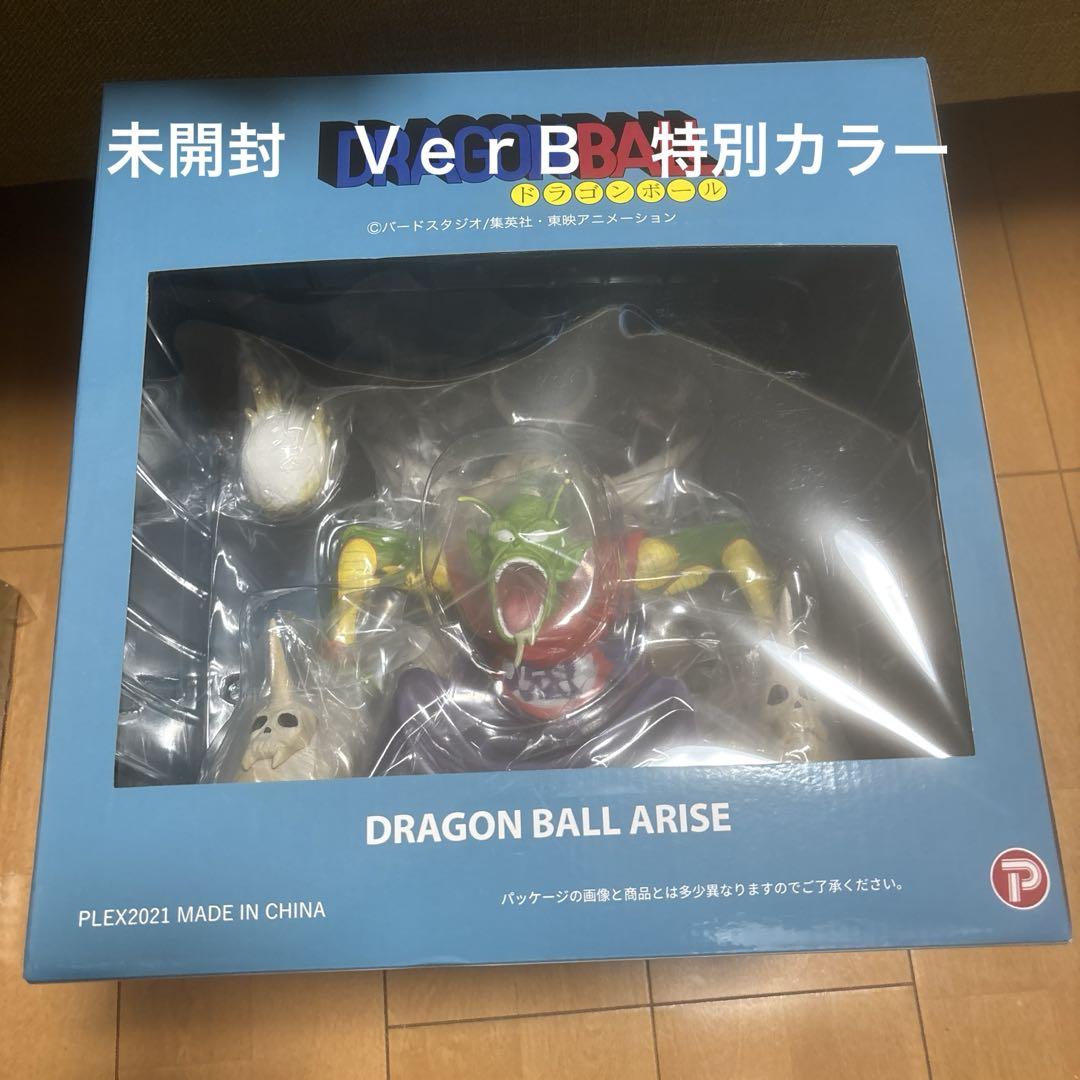 未開封　ＶｅｒＢ　特別カラー
DRAGONBALL
ドラゴンボール
©バードスタジオ/集英社・東映アニメーション
DRAGON BALL ARISE
パッケージの画像と商品とは多少異なりますのでご了承ください。
P
PLEX2021 MADE IN CHINA